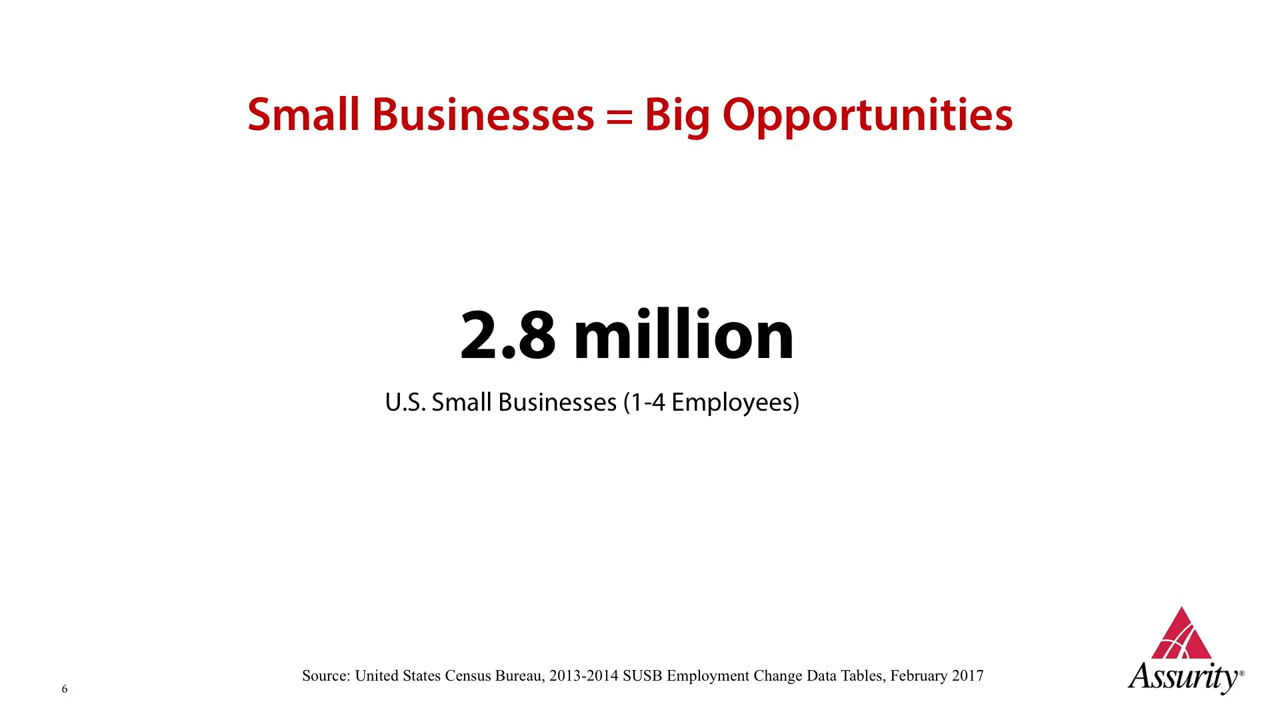 Small Businesses = Big Opportunities
2.8 million
U.S. Small Businesses (1-4 Employees)
Source: United States Census Bureau, 2013-2014 SUSB Employment Change Data Tables, February 2017
6
Assurity®